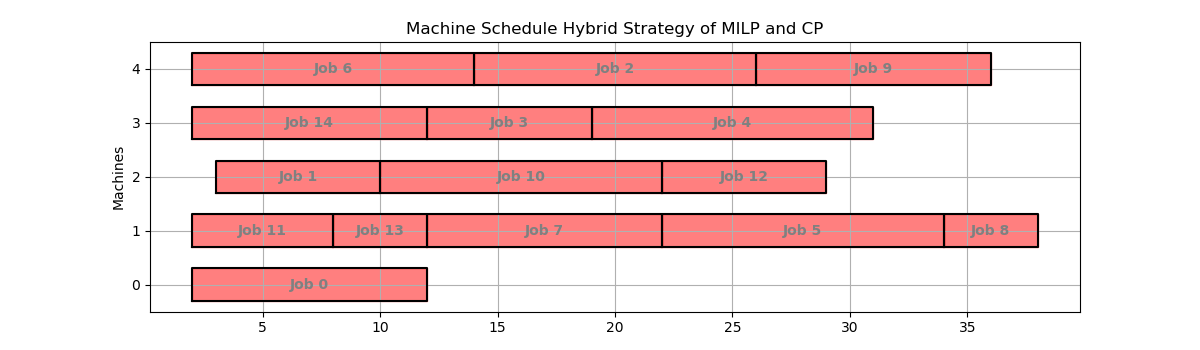 Machine Schedule Hybrid Strategy of MILP and CP
Machines
4
Job 6
Job 2
Job 9
3
Job 14
Job 3
Job 4
2
Job 1
Job 10
Job 12
1
Job 11
Job 13
Job 7
Job 5
Job 8
0
Job 0
5
10
15
20
25
30
35